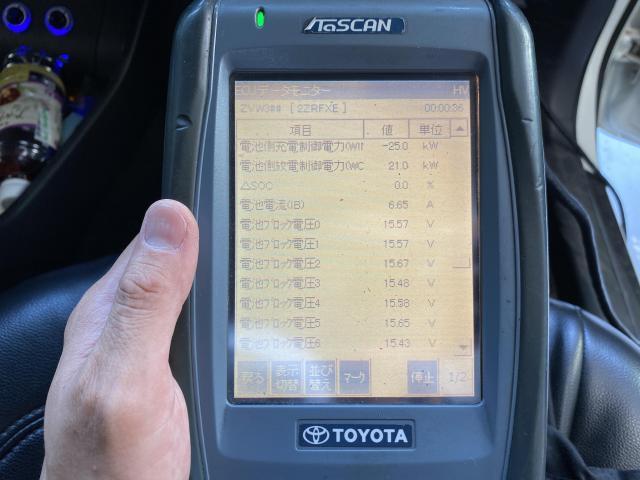 iTaSCAN
ECUデータモニター HV
ZVW3## [ 2ZRFXE ] 00:00:36
項目 値 単位
電池側充電制御電力(WI -25.0 kW
電池側放電制御電力(WO 21.0 kW
△SOC 0.0 %
電池電流(IB) 6.65 A
電池ブロック電圧0 15.57 V
電池ブロック電圧1 15.57 V
電池ブロック電圧2 15.67 V
電池ブロック電圧3 15.48 V
電池ブロック電圧4 15.58 V
電池ブロック電圧5 15.65 V
電池ブロック電圧6 15.43 V
戻る 表示切替 並び替え マーク 停止 1/2
TOYOTA